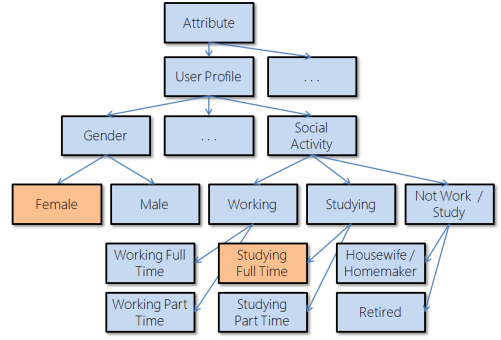 Attribute
User Profile
. . .
Gender
. . .
Social
Activity
Female
Male
Working
Studying
Not Work /
Study
Working Full
Time
Studying
Full Time
Housewife /
Homemaker
Working Part
Time
Studying
Part Time
Retired